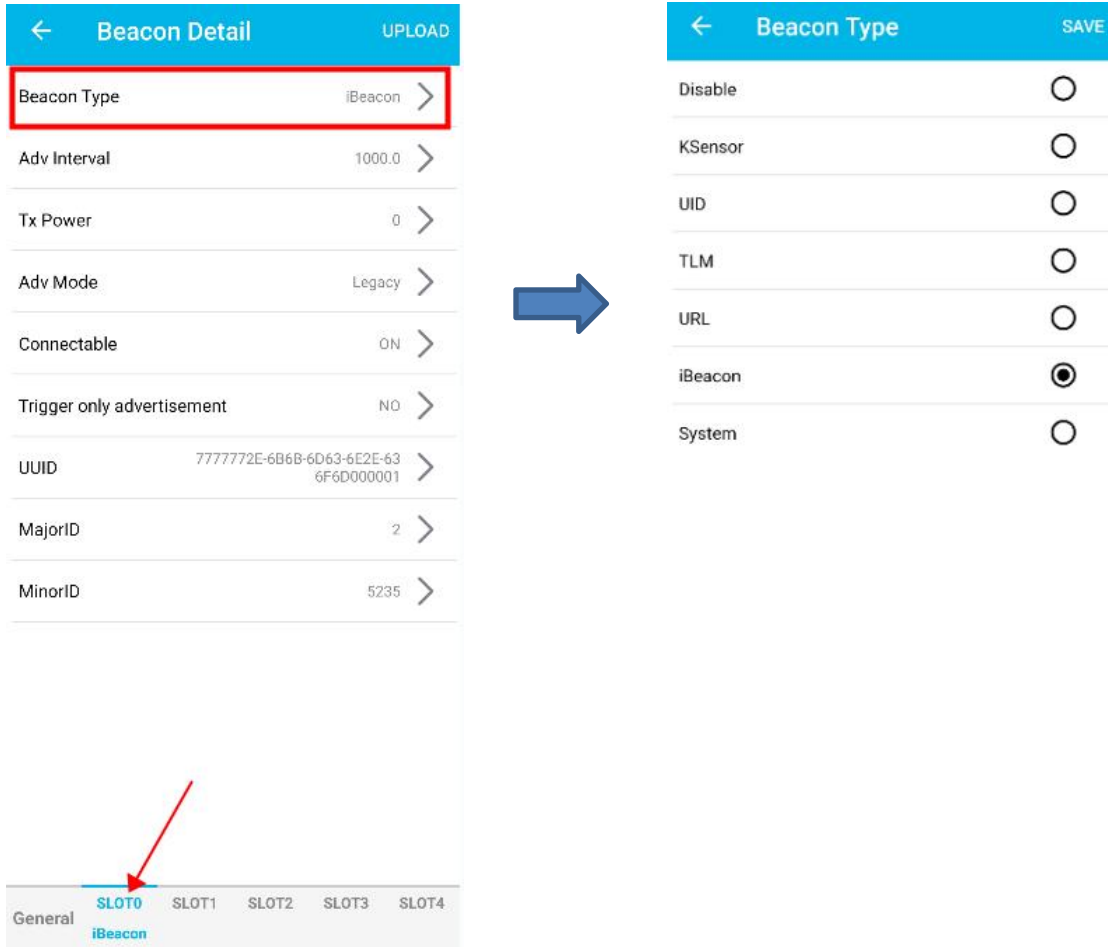 Beacon Detail
UPLOAD
Beacon Type
iBeacon
Adv Interval
1000.0
Tx Power
0
Adv Mode
Legacy
Connectable
ON
Trigger only advertisement
NO
UUID
7777772E-6B6B-6D63-6E2E-63
6F6D000001
MajorID
2
MinorID
5235
General
SLOT0
iBeacon
SLOT1
SLOT2
SLOT3
SLOT4
Beacon Type
SAVE
Disable
KSensor
UID
TLM
URL
iBeacon
System